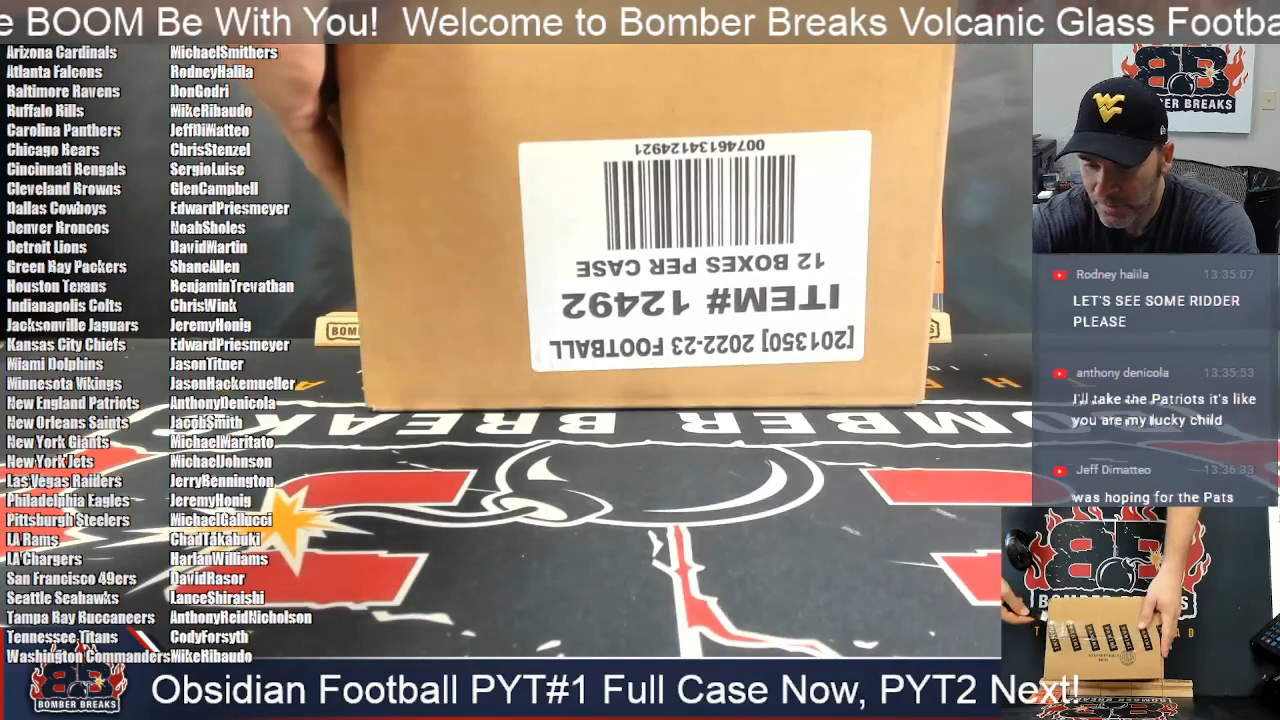 e BOOM Be With You! Welcome to Bomber Breaks Volcanic Glass Footba
Arizona Cardinals MichaelSmithers
Atlanta Falcons RodneyHalila
Baltimore Ravens DonGodri
Buffalo Bills MikeRibaudo
Carolina Panthers JeffDiMatteo
Chicago Bears ChrisStenzel
Cincinnati Bengals SergioLuise
Cleveland Browns GlenCampbell
Dallas Cowboys EdwardPriesmeyer
Denver Broncos NoahSholes
Detroit Lions DavidMartin
Green Bay Packers ShaneAllen
Houston Texans BenjaminTrevathan
Indianapolis Colts ChrisWink
Jacksonville Jaguars JeremyHonig
Kansas City Chiefs EdwardPriesmeyer
Miami Dolphins JasonTitner
Minnesota Vikings JasonHackemueller
New England Patriots AnthonyDenicola
New Orleans Saints JacobSmith
New York Giants MichaelMaritato
New York Jets MichaelJohnson
Las Vegas Raiders JerryBennington
Philadelphia Eagles JeremyHonig
Pittsburgh Steelers MichaelGallucci
LA Rams ChadTakabuki
LA Chargers HarlanWilliams
San Francisco 49ers DavidRasor
Seattle Seahawks LanceShiraishi
Tampa Bay Buccaneers AnthonyReidNicholson
Tennessee Titans CodyForsyth
Washington Commanders MikeRibaudo
[201350] 2022-23 FOOTBALL
ITEM# 12492
12 BOXES PER CASE
00746134124921
BOM
OMBER BREAK
BER BREAKS
WV
Rodney halila 13:35:07
LET'S SEE SOME RIDDER
PLEASE
anthony denicola 13:35:53
I'll take the Patriots it's like
you are my lucky child
Jeff Dimatteo 13:36:33
was hoping for the Pats
BOMBER BREAKS
Obsidian Football PYT#1 Full Case Now, PYT2 Next!